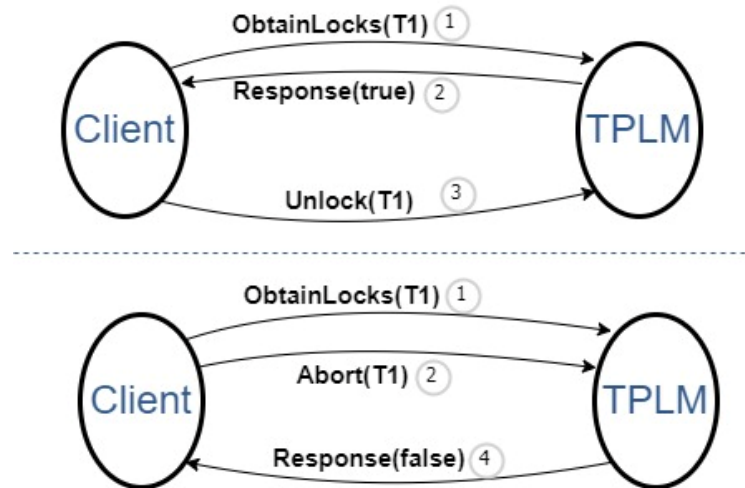 ObtainLocks(T1) 1
Response(true) 2
Client TPLM
Unlock(T1) 3
ObtainLocks(T1) 1
Abort(T1) 2
Client TPLM
Response(false) 4